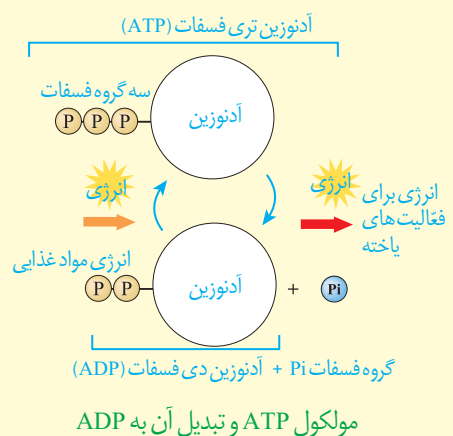 آدنوزین تری فسفات (ATP)
سه گروه فسفات
P P P
آدنوزین
انرژی
انرژی
انرژی برای
فعّالیت‌های
یاخته
انرژی مواد غذایی
P P
آدنوزین
+
Pi
گروه فسفات Pi + آدنوزین دی فسفات (ADP)
مولکول ATP و تبدیل آن به ADP